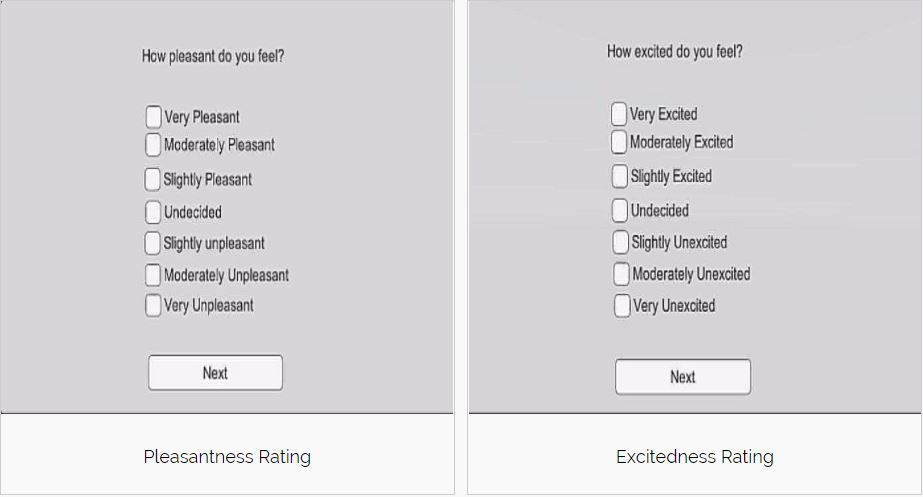 How pleasant do you feel?
Very Pleasant
Moderately Pleasant
Slightly Pleasant
Undecided
Slightly unpleasant
Moderately Unpleasant
Very Unpleasant
Next
Pleasantness Rating
How excited do you feel?
Very Excited
Moderately Excited
Slightly Excited
Undecided
Slightly Unexcited
Moderately Unexcited
Very Unexcited
Next
Excitedness Rating